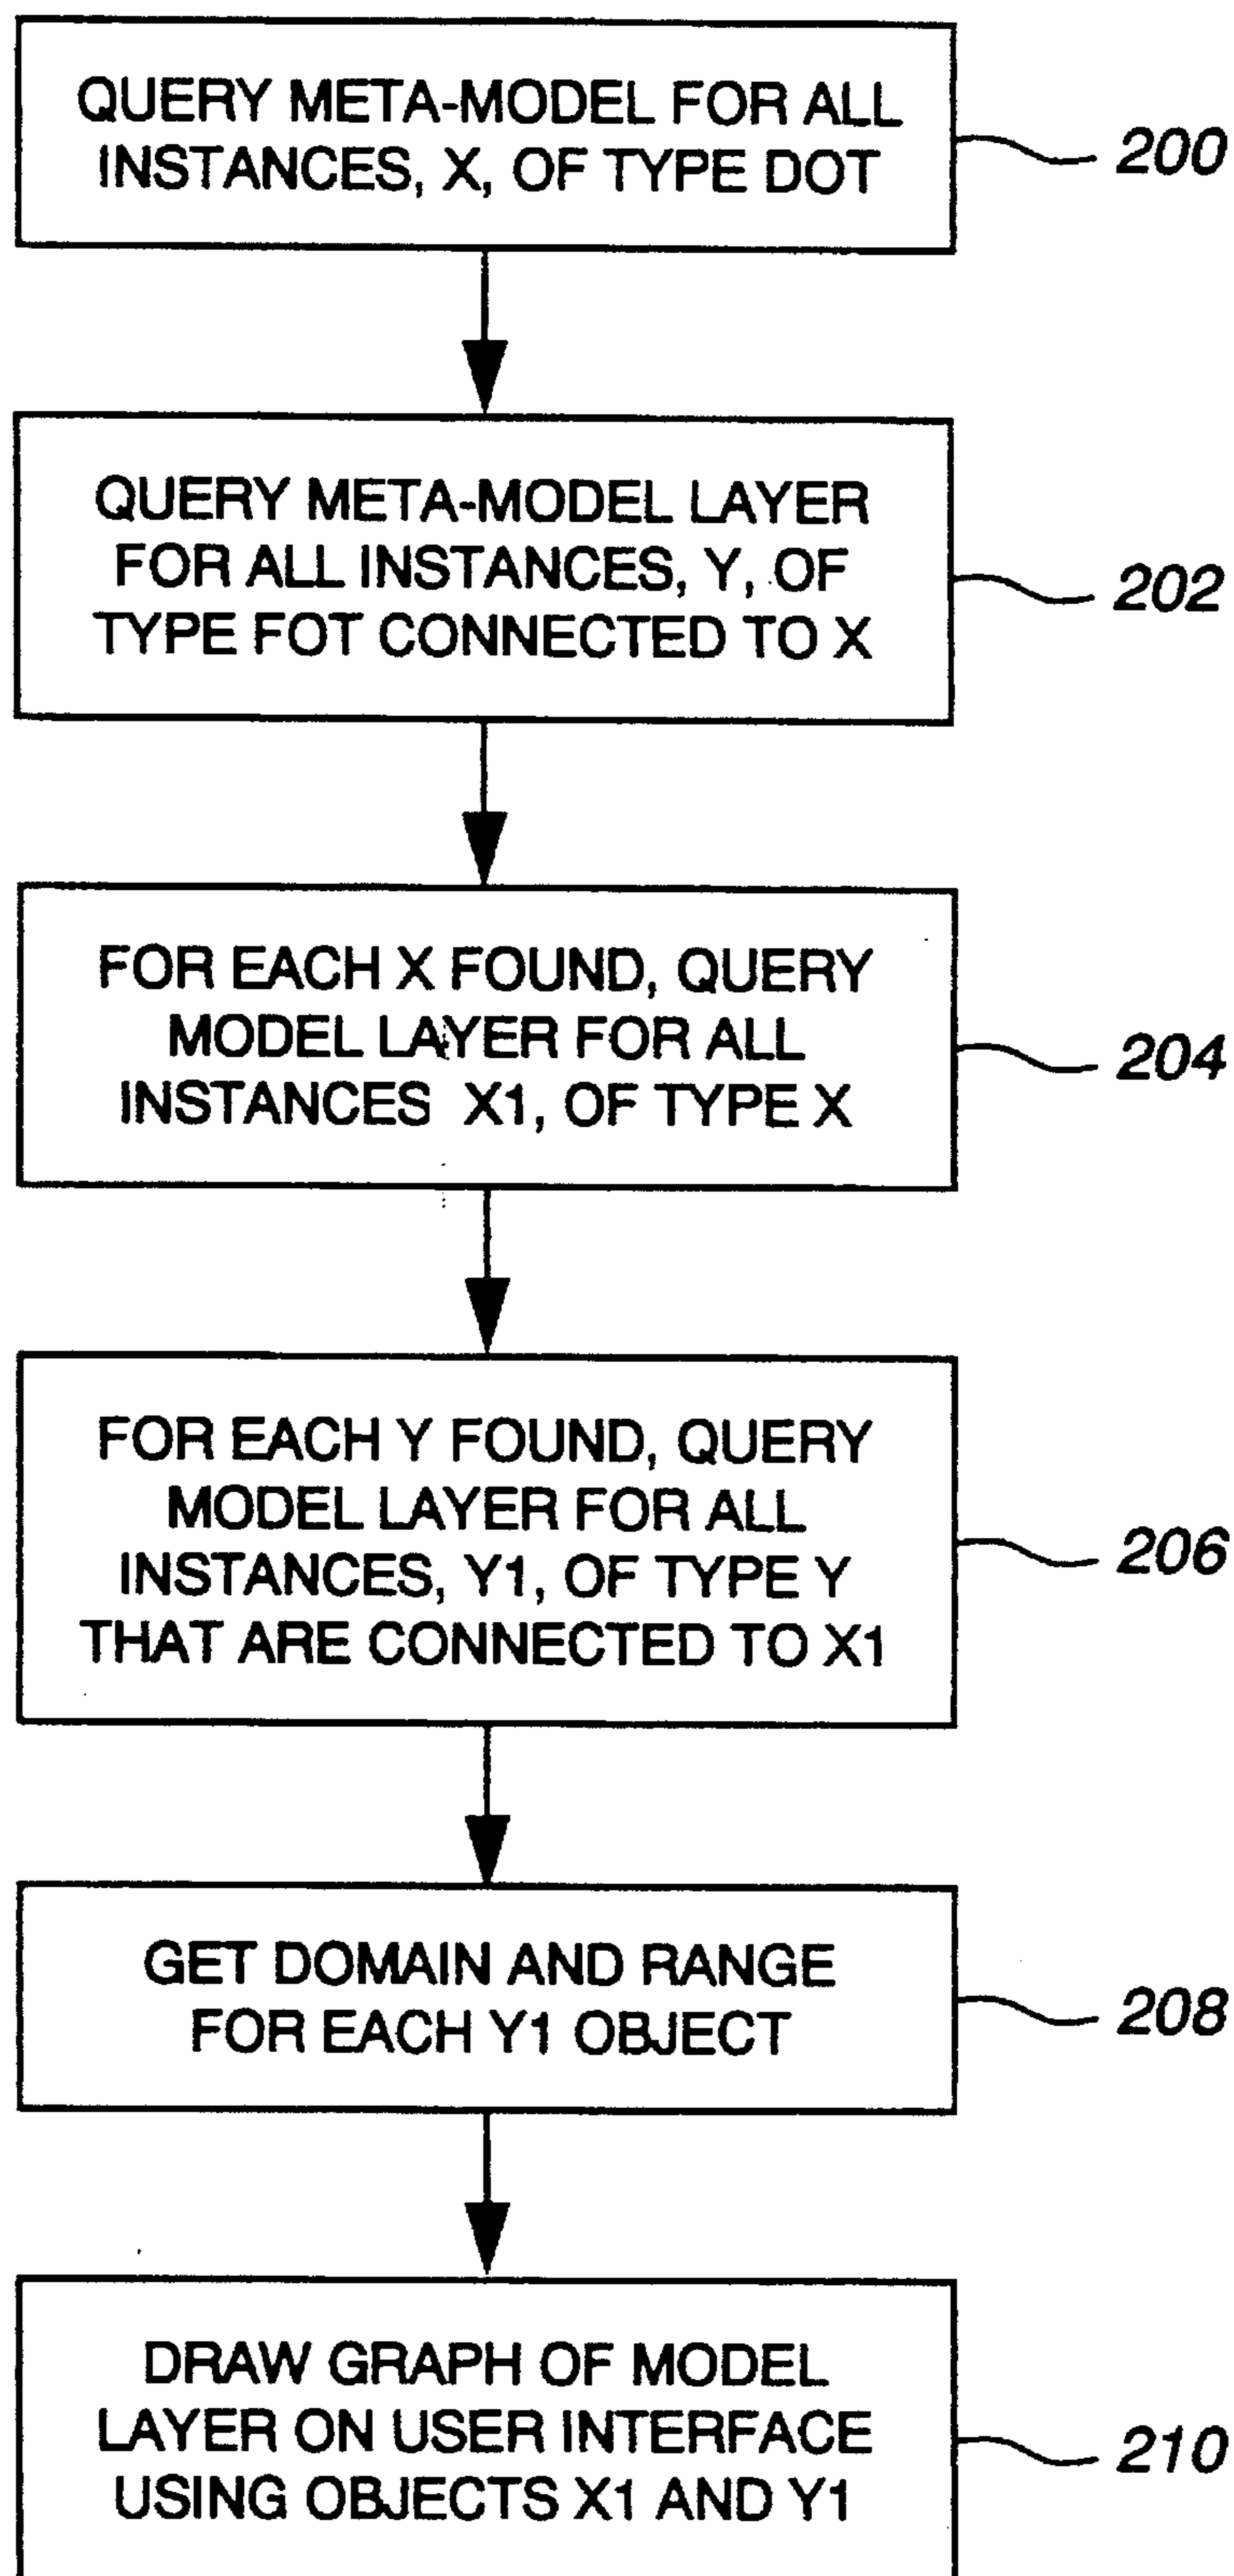 QUERY META-MODEL FOR ALL
INSTANCES, X, OF TYPE DOT
200
QUERY META-MODEL LAYER
FOR ALL INSTANCES, Y, OF
TYPE FOT CONNECTED TO X
202
FOR EACH X FOUND, QUERY
MODEL LAYER FOR ALL
INSTANCES X1, OF TYPE X
204
FOR EACH Y FOUND, QUERY
MODEL LAYER FOR ALL
INSTANCES, Y1, OF TYPE Y
THAT ARE CONNECTED TO X1
206
GET DOMAIN AND RANGE
FOR EACH Y1 OBJECT
208
DRAW GRAPH OF MODEL
LAYER ON USER INTERFACE
USING OBJECTS X1 AND Y1
210